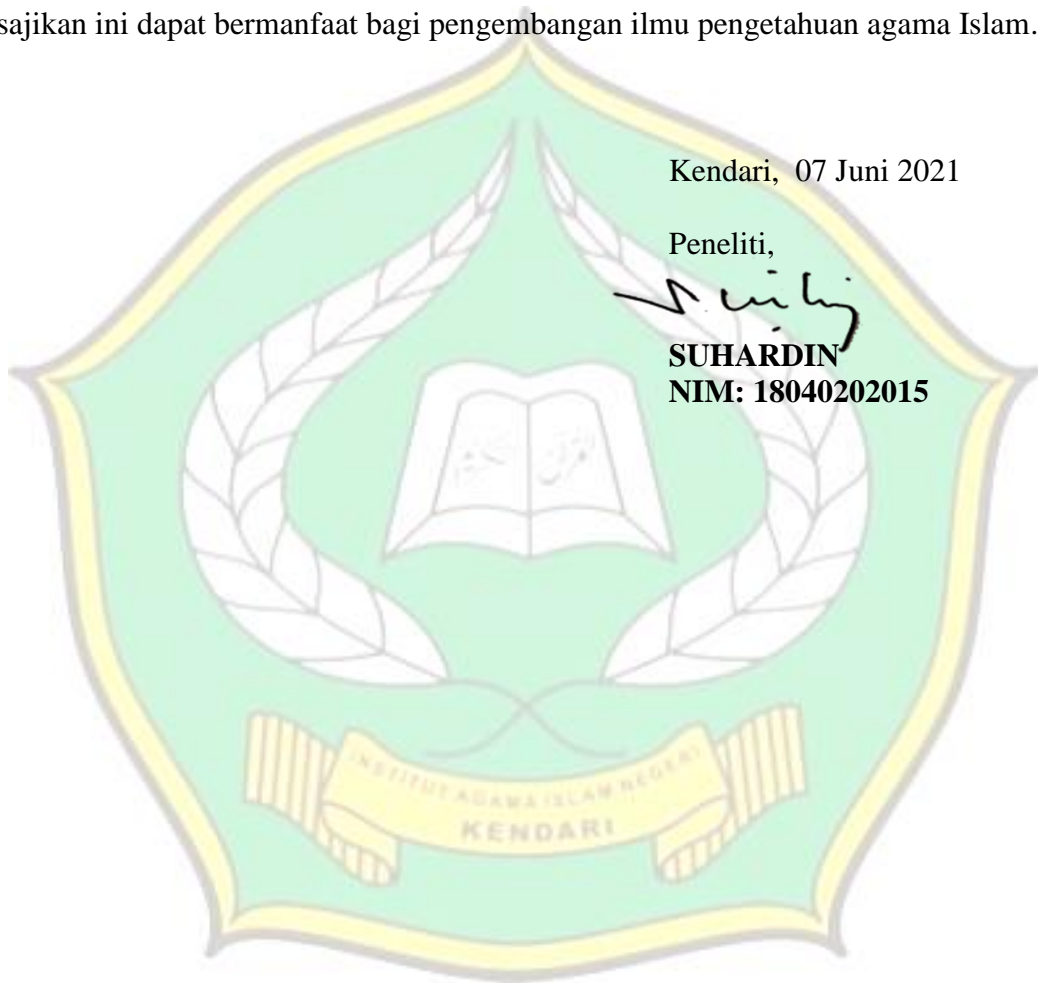 sajikan ini dapat bermanfaat bagi pengembangan ilmu pengetahuan agama Islam.
Kendari, 07 Juni 2021
Peneliti,
SUHARDIN
NIM: 18040202015
INSTITUT AGAMA ISLAM NEGERI
KENDARI